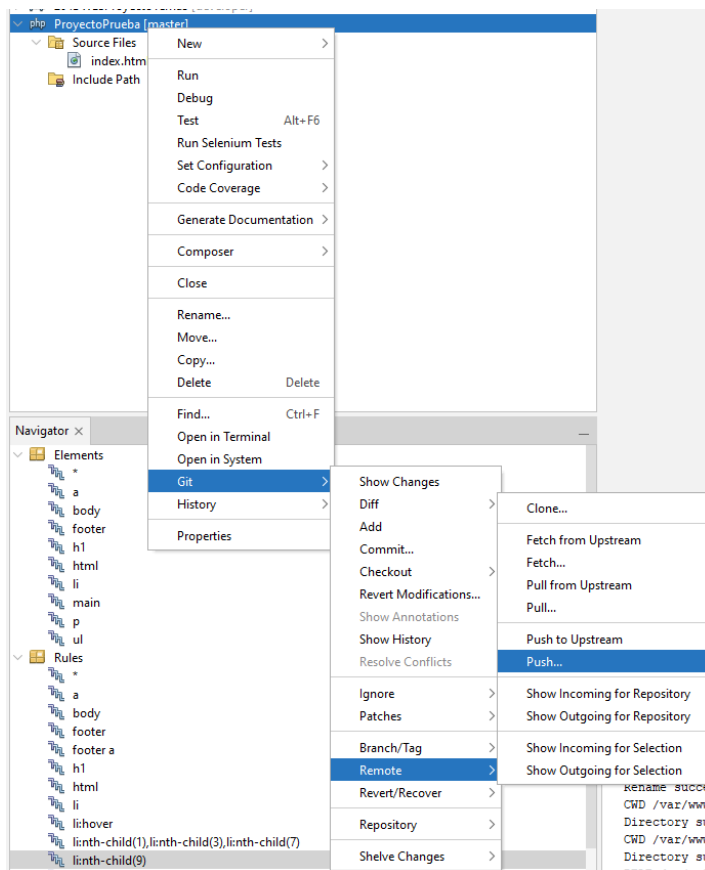 php ProyectoPrueba [master]
Source Files
index.htm
Include Path
New
Run
Debug
Test Alt+F6
Run Selenium Tests
Set Configuration
Code Coverage
Generate Documentation
Composer
Close
Rename...
Move...
Copy...
Delete Delete
Find... Ctrl+F
Open in Terminal
Open in System
Git
History
Properties
Navigator
Elements
*
a
body
footer
h1
html
li
main
p
ul
Rules
*
a
body
footer
footer a
h1
html
li
li:hover
li:nth-child(1),li:nth-child(3),li:nth-child(7)
li:nth-child(9)
Show Changes
Diff
Add
Commit...
Checkout
Revert Modifications...
Show Annotations
Show History
Resolve Conflicts
Ignore
Patches
Branch/Tag
Remote
Revert/Recover
Repository
Shelve Changes
Clone...
Fetch from Upstream
Fetch...
Pull from Upstream
Pull...
Push to Upstream
Push...
Show Incoming for Repository
Show Outgoing for Repository
Show Incoming for Selection
Show Outgoing for Selection
Rename succe
CWD /var/www
Directory su
CWD /var/www
Directory su